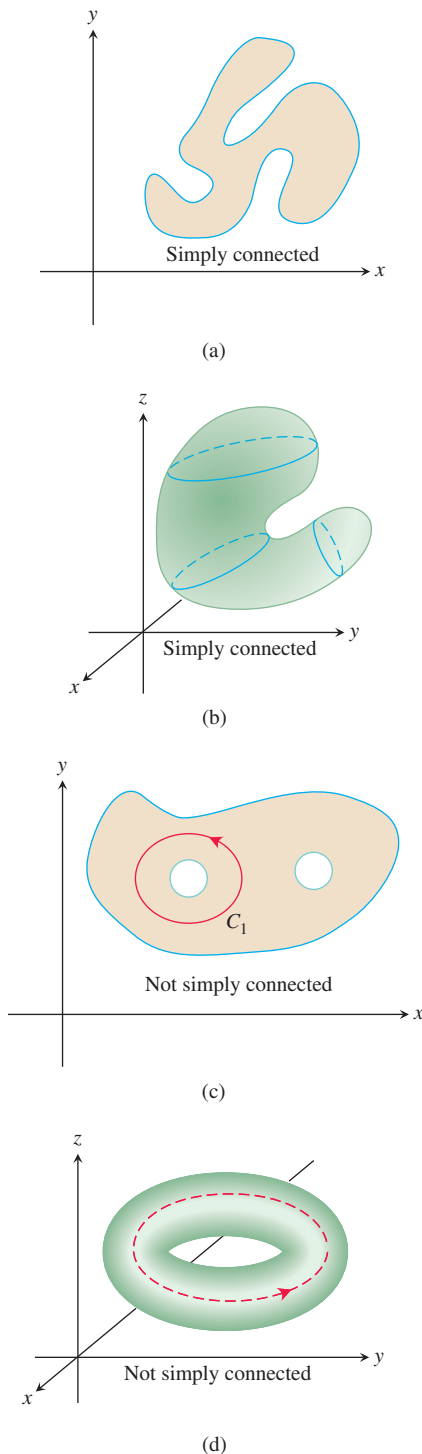 y
Simply connected
x
(a)
z
y
Simply connected
x
(b)
y
C1
Not simply connected
x
(c)
z
y
Not simply connected
x
(d)